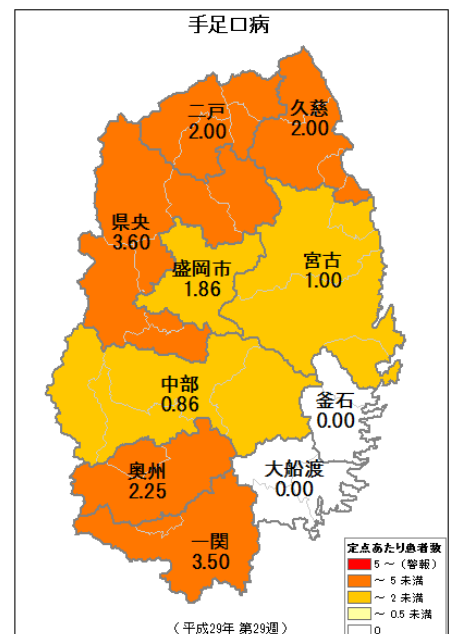 手足口病
二戸
2.00
久慈
2.00
県央
3.60
盛岡市
1.86
宮古
1.00
中部
0.86
釜石
0.00
奥州
2.25
大船渡
0.00
一関
3.50
定点あたり患者数
5 ～ (警報)
～ 5 未満
～ 2 未満
～ 0.5 未満
0
(平成29年 第29週)